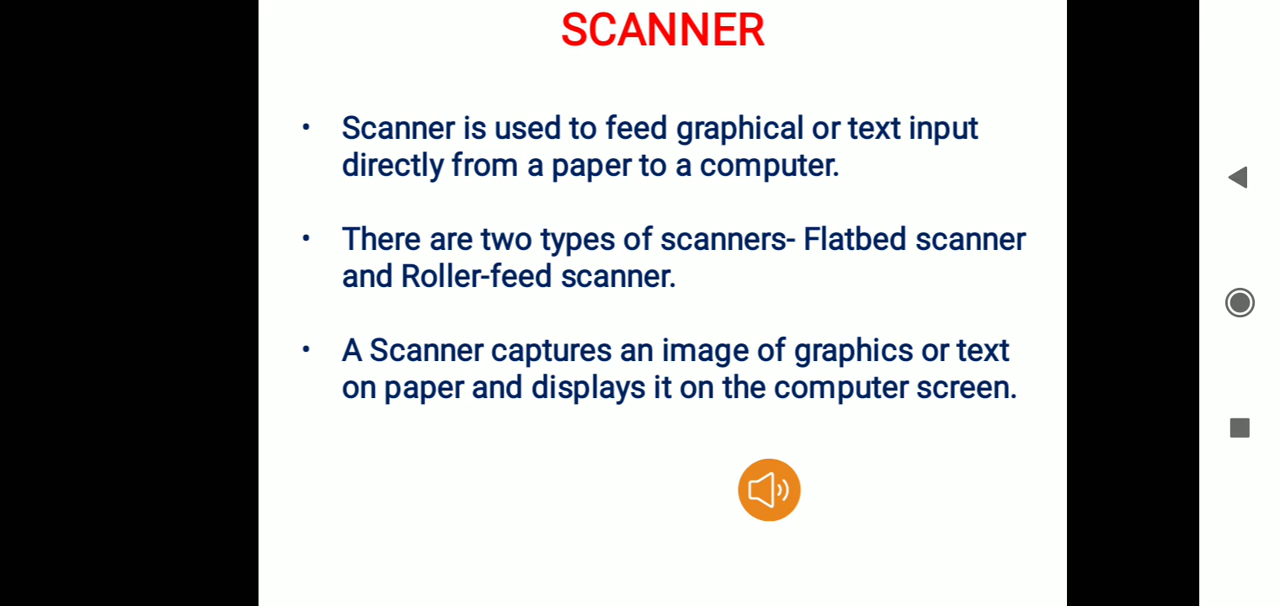 SCANNER
• Scanner is used to feed graphical or text input
directly from a paper to a computer.
• There are two types of scanners- Flatbed scanner
and Roller-feed scanner.
• A Scanner captures an image of graphics or text
on paper and displays it on the computer screen.